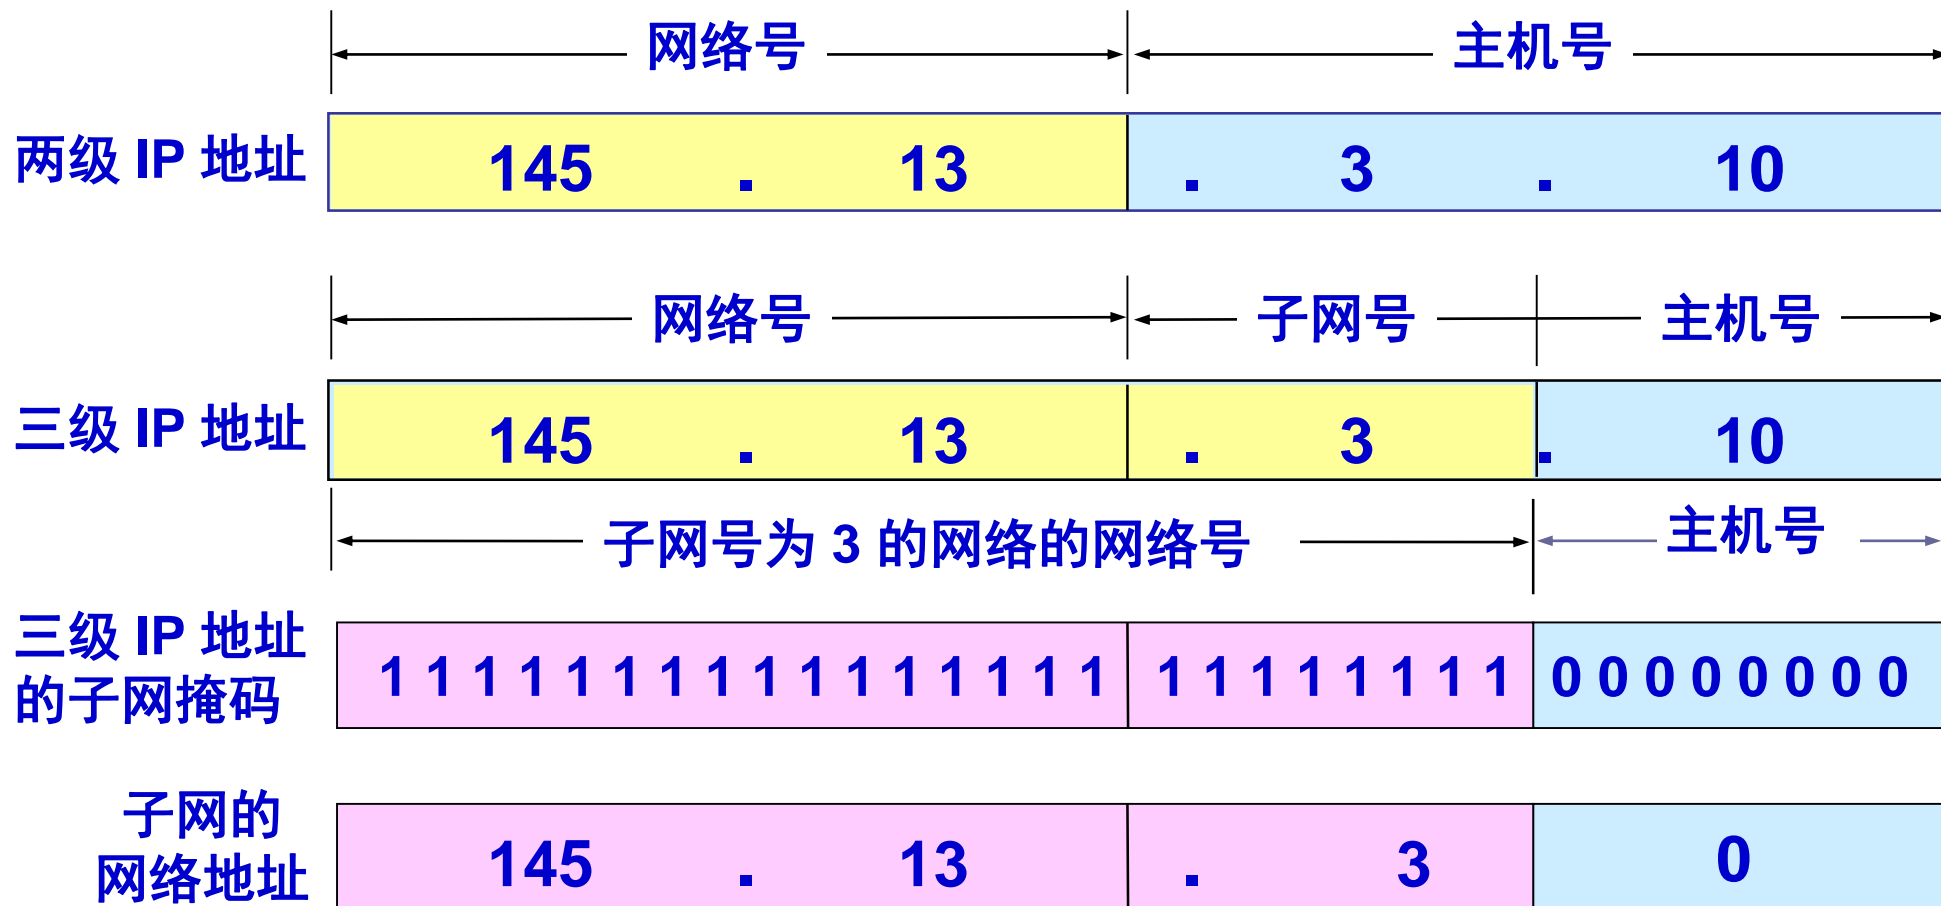 网络号 主机号
两级 IP 地址 145 . 13 . 3 . 10
网络号 子网号 主机号
三级 IP 地址 145 . 13 . 3 . 10
子网号为 3 的网络的网络号 主机号
三级 IP 地址
的子网掩码
1 1 1 1 1 1 1 1 1 1 1 1 1 1 1 1 1 1 1 1 1 1 1 1 0 0 0 0 0 0 0 0
子网的
网络地址
145 . 13 . 3 0